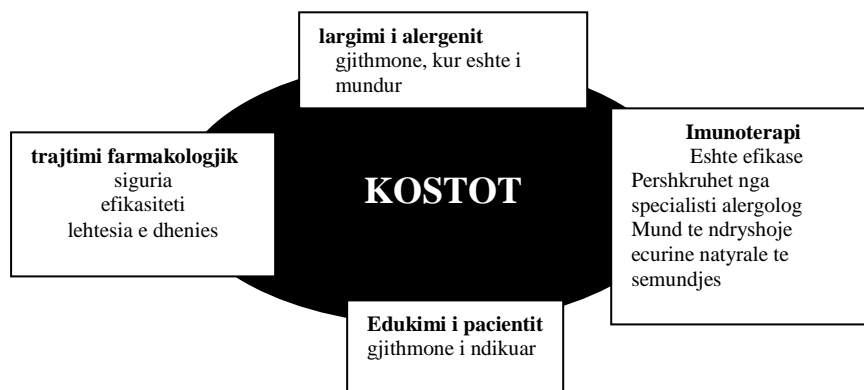 largimi i alergenit
gjithmone, kur eshte i
mundur
trajtimi farmakologjik
siguria
efikasiteti
lehtesia e dhenies
KOSTOT
Imunoterapi
Eshte efikase
Pershkruhet nga
specialisti alergolog
Mund te ndryshoje
ecurine natyrale te
semundjes
Edukimi i pacientit
gjithmone i ndikuar